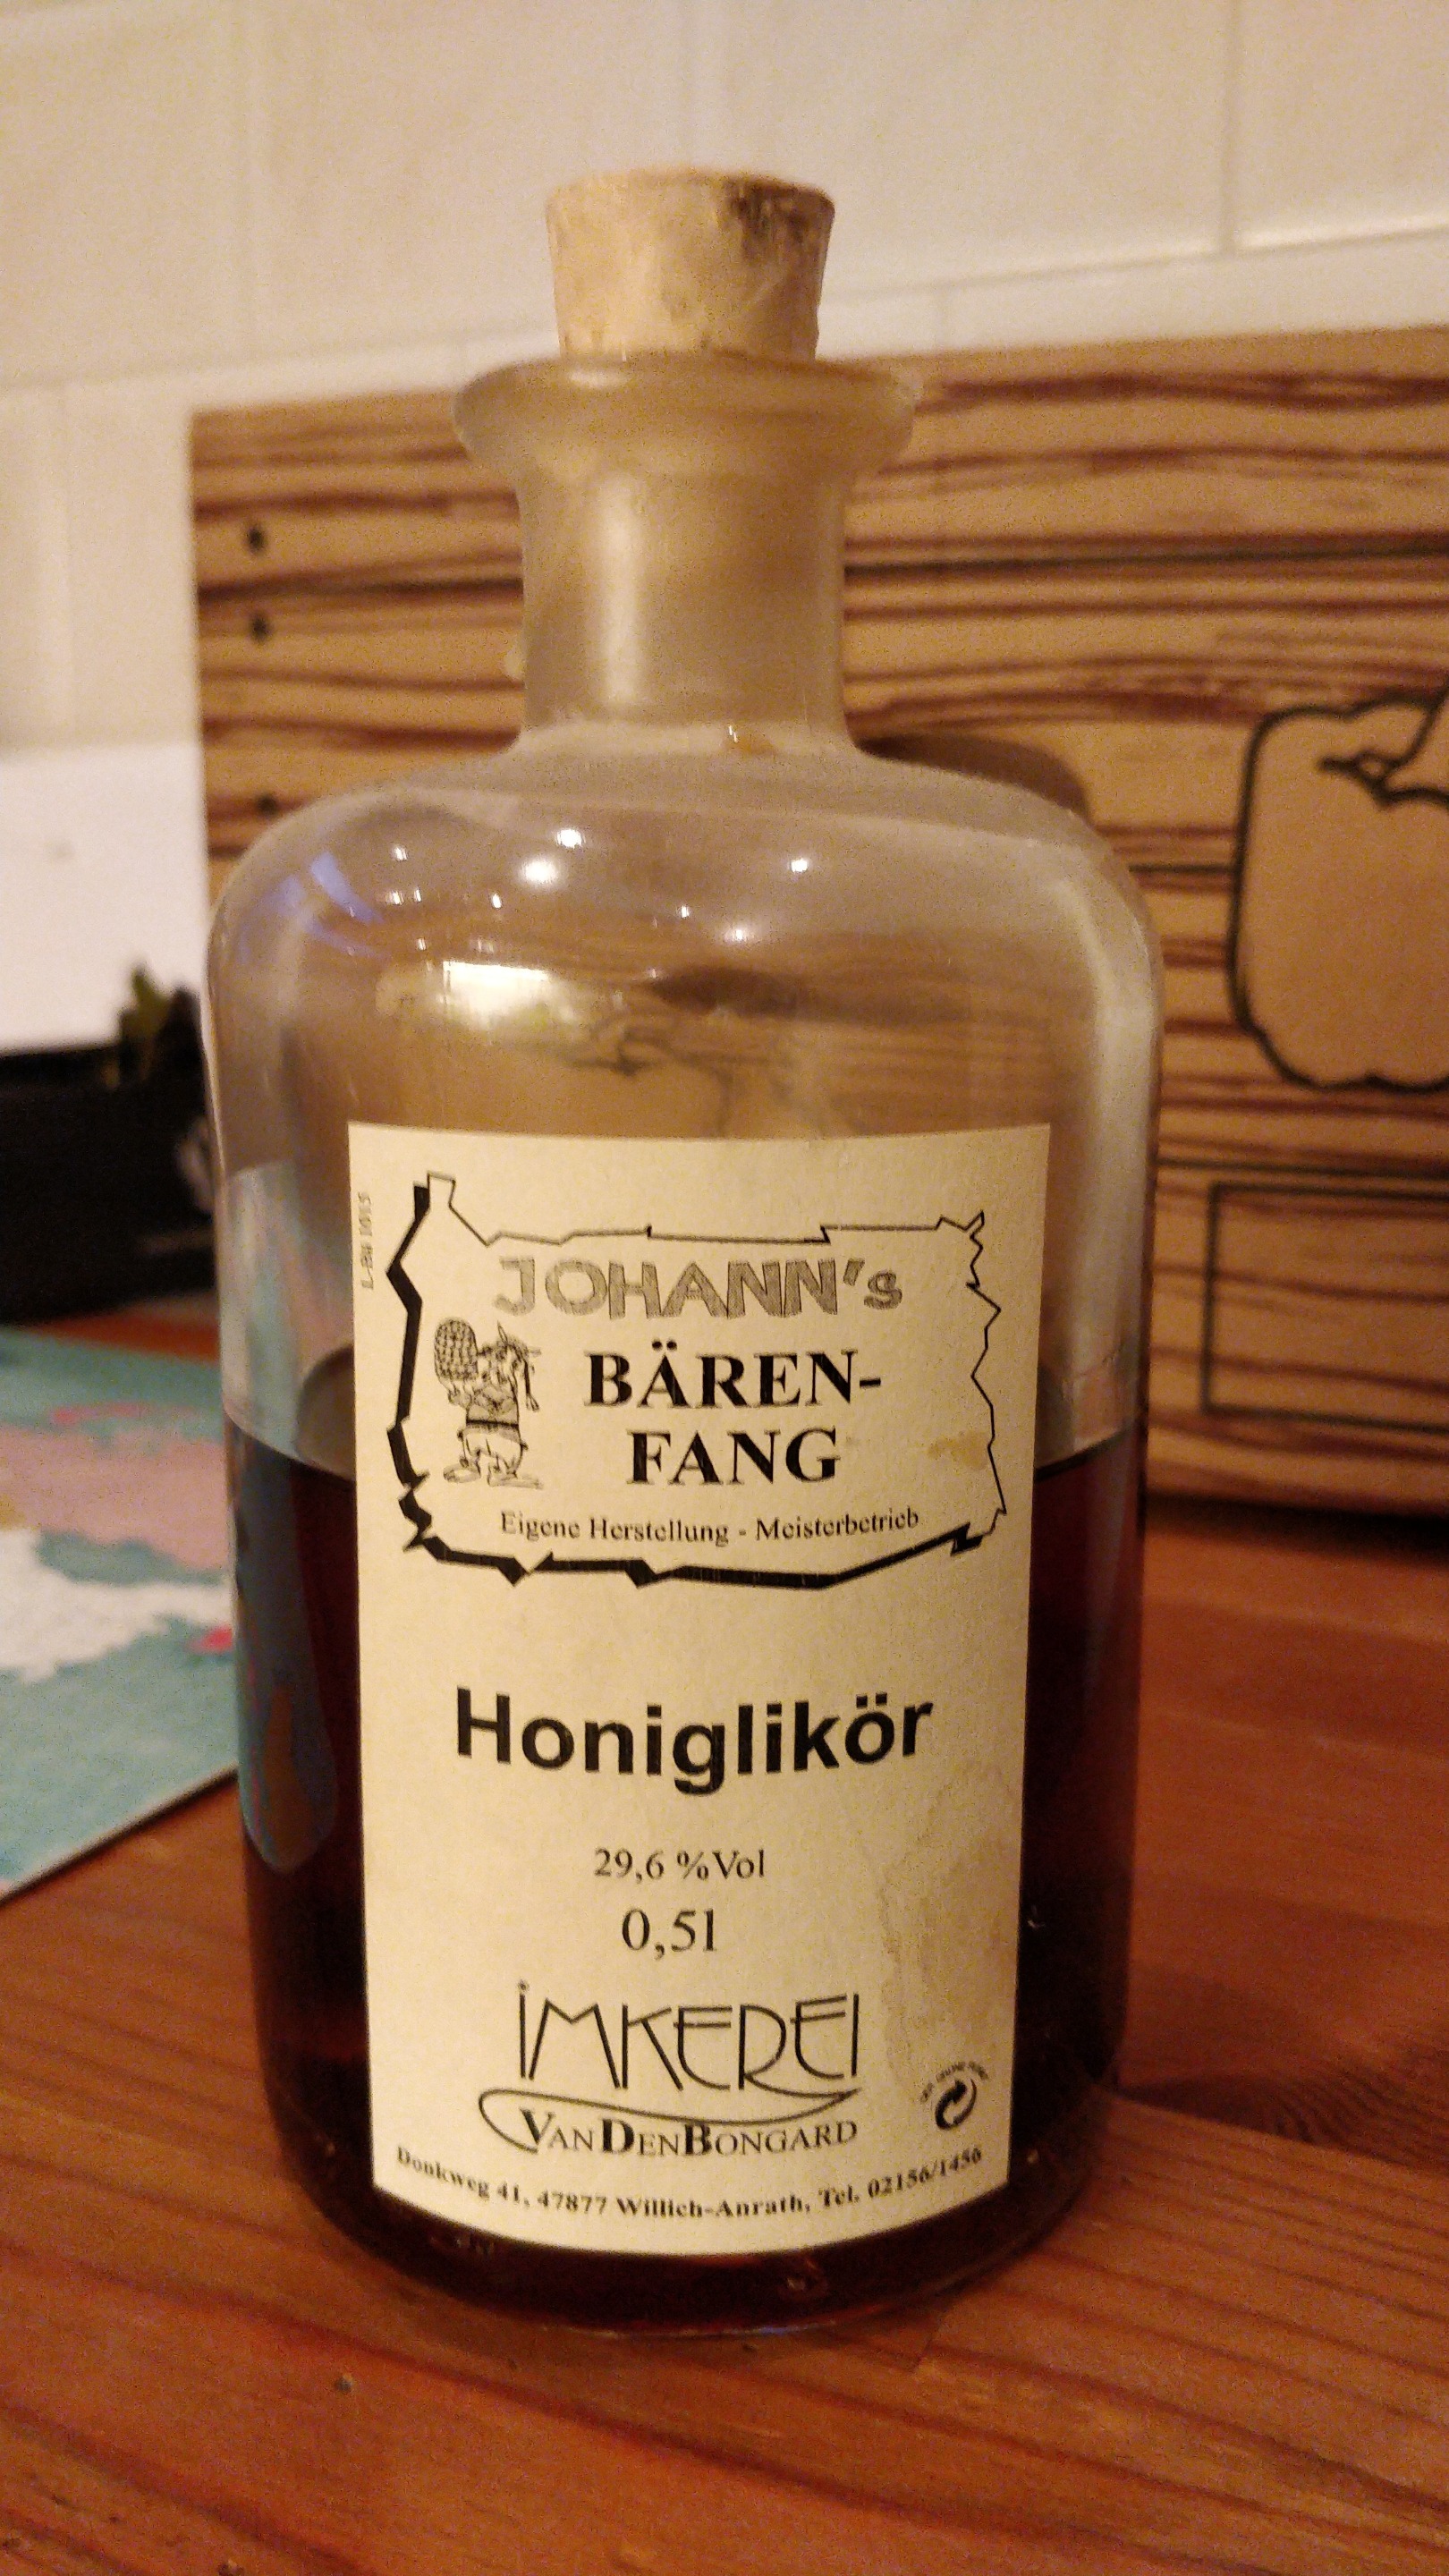 JOHANN's
BÄREN-
FANG
Eigene Herstellung - Meisterbetrieb
Honiglikör
29,6 %Vol
0,5l
iMKEREI
VANDENBONGARD
Donkweg 41, 47877 Willich-Anrath, Tel. 02156/1456